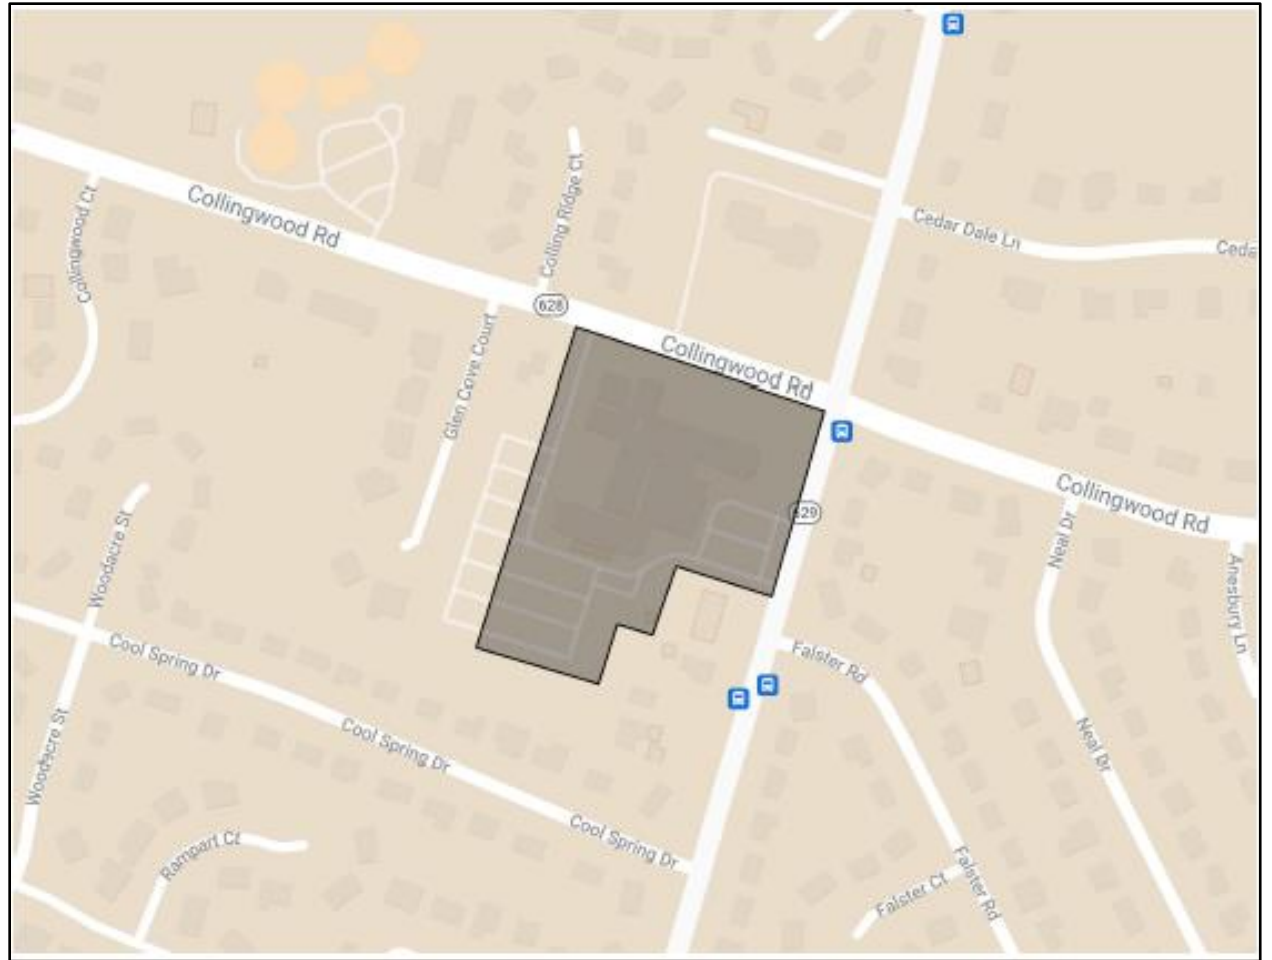 Collingwood Ct
Collingwood Rd
Colling Ridge Ct
Cedar Dale Ln
Cede
628
Glen Cove Court
Collingwood Rd
629
Collingwood Rd
Neal Dr
Anesbury Ln
Woodacre St
Cool Spring Dr
Falster Rd
Woodacre St
Cool Spring Dr
Neal Dr
Cool Spring Dr
Rampart Ct
Falster Ct
Falster Rd